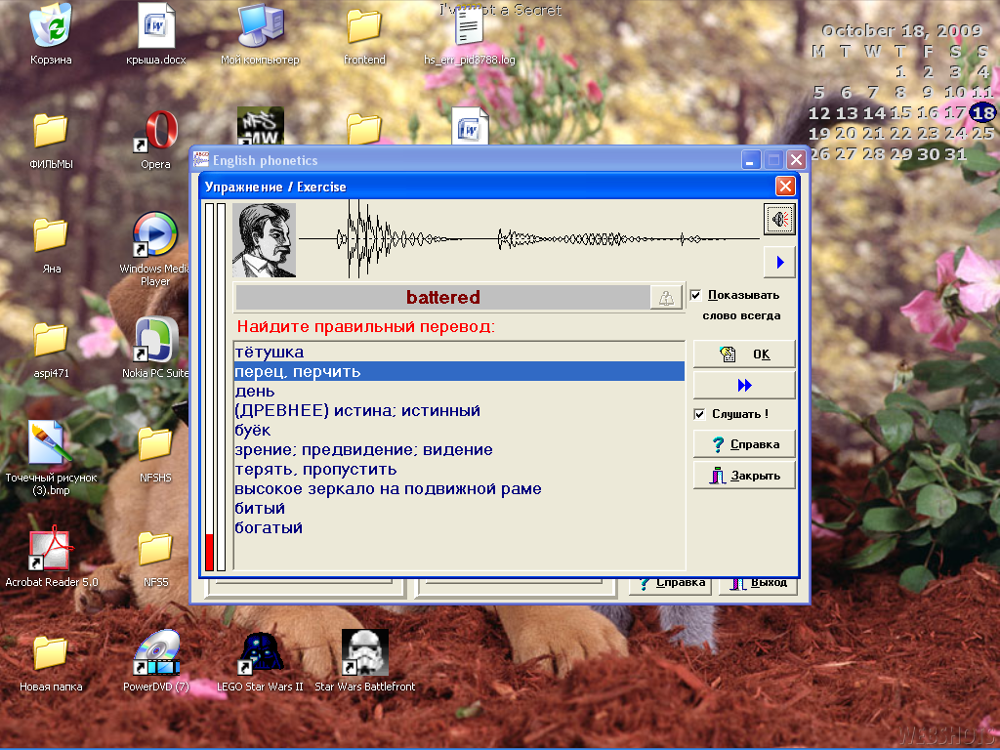 I'm not a Secret
October 18, 2009
M T W T F S S
1 2 3 4
5 6 7 8 9 10 11
12 13 14 15 16 17 18
19 20 21 22 23 24 25
26 27 28 29 30 31
Корзина
крыша.docx
Мой компьютер
frontend
hs_err_pid3788.log
ФИЛЬМЫ
Opera
NFS
MW
English phonetics
Упражнение / Exercise
battered
Показывать
слово всегда
Найдите правильный перевод:
тётушка
перец, перчить
день
(ДРЕВНЕЕ) истина; истинный
буёк
зрение; предвидение; видение
терять, пропустить
высокое зеркало на подвижной раме
битый
богатый
OK
Слушать !
Справка
Закрыть
Справка
Выход
Яна
Windows Media
Player
aspi471
Nokia PC Suite
Точечный рисунок
(3).bmp
NFSHS
Acrobat Reader 5.0
NFS5
Новая папка
PowerDVD (7)
LEGO Star Wars II
Star Wars Battlefront
WEBSHOTS